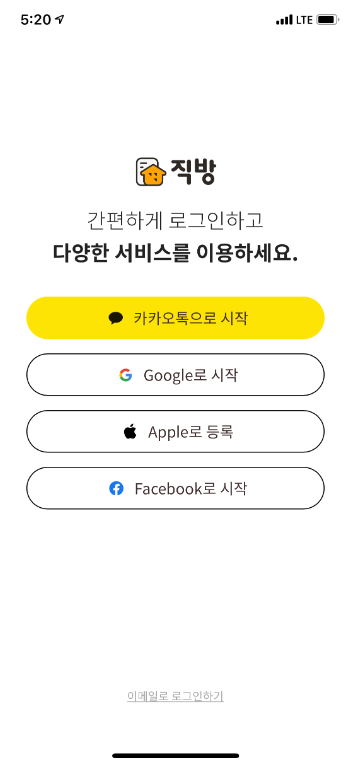 5:20
LTE
직방
간편하게 로그인하고
다양한 서비스를 이용하세요.
카카오톡으로 시작
Google로 시작
Apple로 등록
Facebook로 시작
이메일로 로그인하기